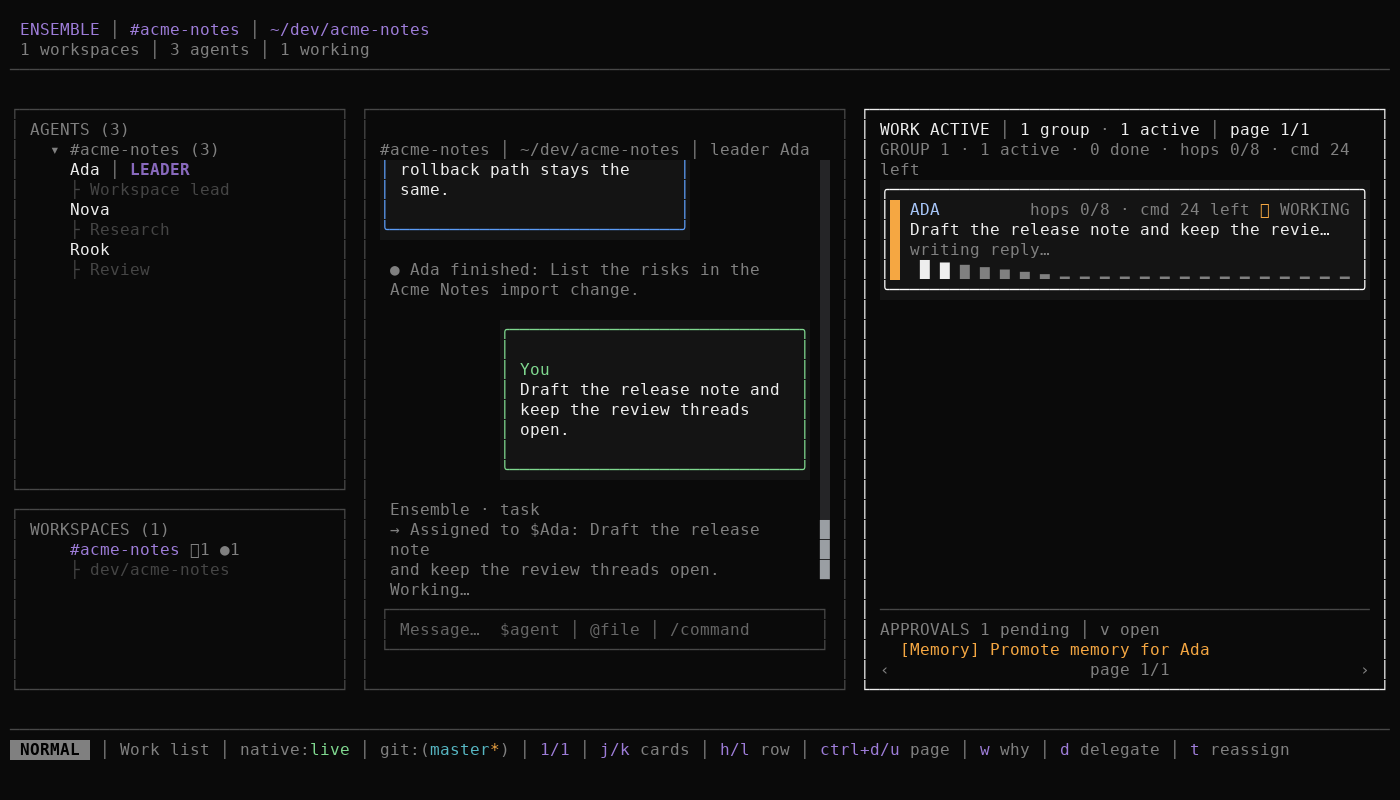 ENSEMBLE │ #acme-notes │ ~/dev/acme-notes
1 workspaces │ 3 agents │ 1 working
AGENTS (3)
▾ #acme-notes (3)
Ada │ LEADER
├ Workspace lead
Nova
├ Research
Rook
├ Review
WORKSPACES (1)
#acme-notes 1 ●1
├ dev/acme-notes
#acme-notes │ ~/dev/acme-notes │ leader Ada
rollback path stays the
same.
● Ada finished: List the risks in the
Acme Notes import change.
You
Draft the release note and
keep the review threads
open.
Ensemble · task
→ Assigned to $Ada: Draft the release
note
and keep the review threads open.
Working…
Message… $agent │ @file │ /command
WORK ACTIVE │ 1 group · 1 active │ page 1/1
GROUP 1 · 1 active · 0 done · hops 0/8 · cmd 24
left
ADA hops 0/8 · cmd 24 left WORKING
Draft the release note and keep the revie…
writing reply…
APPROVALS 1 pending │ v open
[Memory] Promote memory for Ada
‹ page 1/1 ›
NORMAL │ Work list │ native:live │ git:(master*) │ 1/1 │ j/k cards │ h/l row │ ctrl+d/u page │ w why │ d delegate │ t reassign